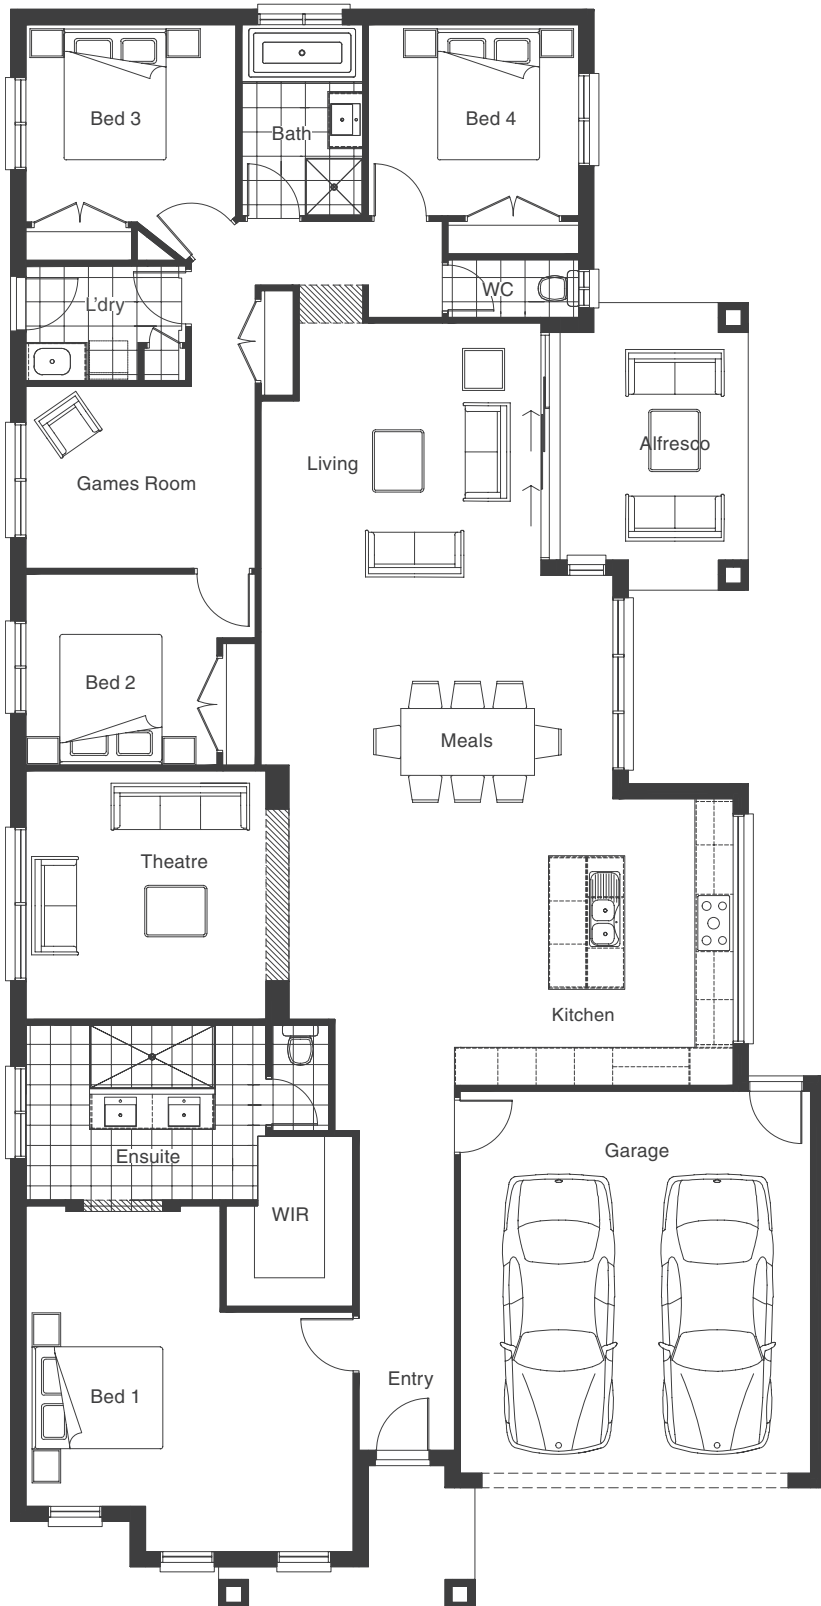 Bed 3
Bed 4
Bath
WC
L'dry
Alfresco
Living
Games Room
Bed 2
Meals
Theatre
Kitchen
Garage
Ensuite
WIR
Entry
Bed 1